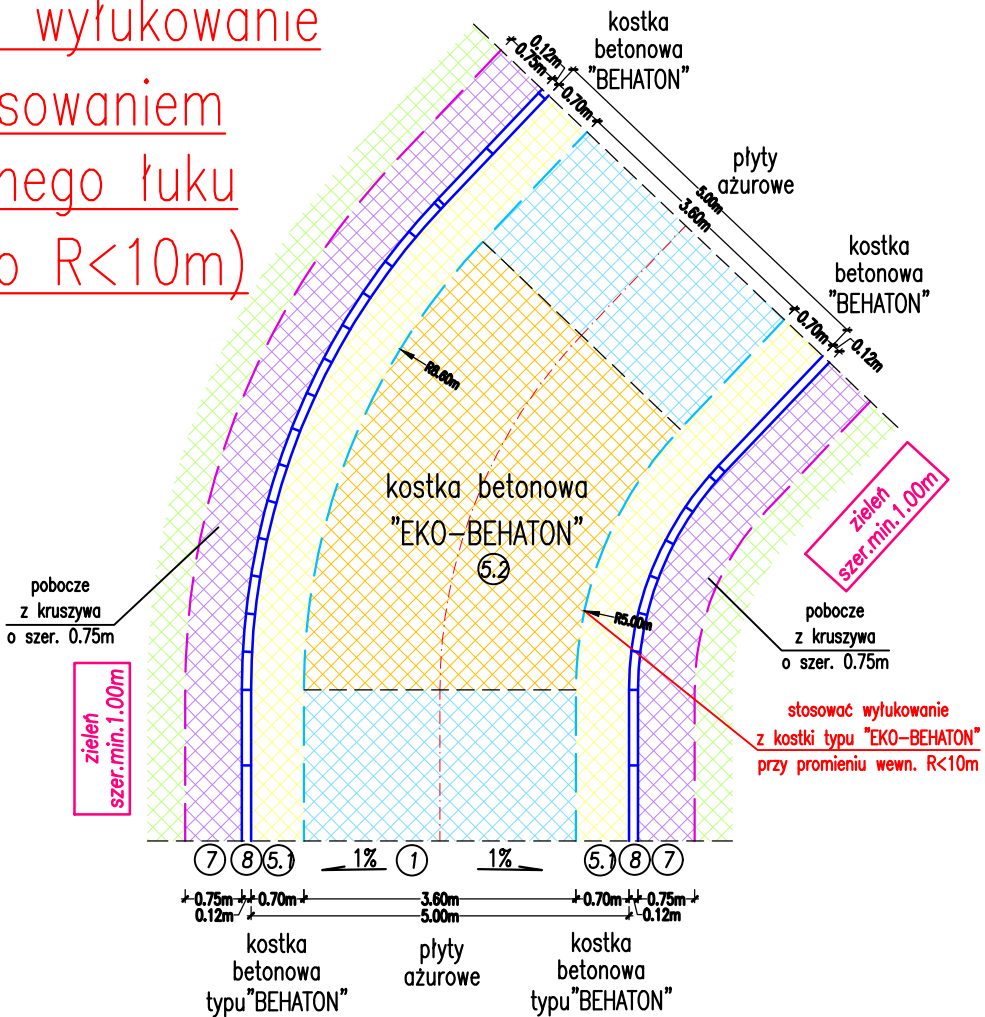 wyłukowanie
sowaniem
nego łuku
o R<10m)
kostka
betonowa
"BEHATON"
0.12m
0.75m
0.70m
płyty
ażurowe
5.00m
3.60m
kostka
betonowa
"BEHATON"
0.70m
0.12m
R8.60m
kostka betonowa
"EKO-BEHATON"
5.2
zieleń
szer.min.1.00m
pobocze
z kruszywa
o szer. 0.75m
R5.00m
pobocze
z kruszywa
o szer. 0.75m
zieleń
szer.min.1.00m
stosować wyłukowanie
z kostki typu "EKO-BEHATON"
przy promieniu wewn. R<10m
7 8 5.1 1% 1 1% 5.1 8 7
0.75m 0.70m 3.60m 0.70m 0.75m
0.12m 5.00m 0.12m
kostka
betonowa
typu"BEHATON"
płyty
ażurowe
kostka
betonowa
typu"BEHATON"